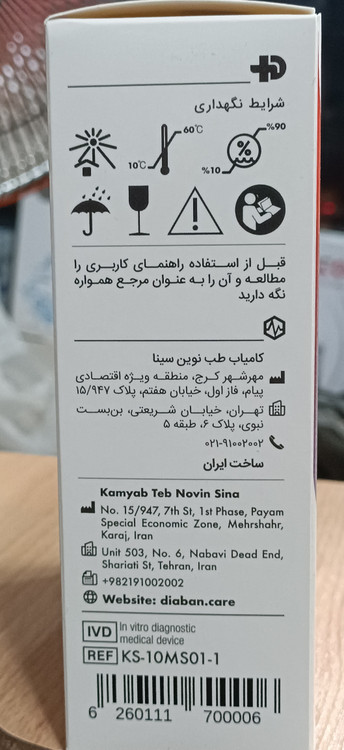 شرایط نگهداری
60°C
10°C
%90
%
%10
قبل از استفاده راهنمای کاربری را
مطالعه و آن را به عنوان مرجع همواره
نگه دارید
کامیاب طب نوین سینا
مهرشهر کرج، منطقه ویژه اقتصادی
پیام، فاز اول، خیابان هفتم، پلاک ۱۵/۹۴۷
تهران، خیابان شریعتی، بن‌بست
نبوی، پلاک ۶، طبقه ۵
۰۲۱-۹۱۰۰۲۰۰۲
ساخت ایران
Kamyab Teb Novin Sina
No. 15/947, 7th St, 1st Phase, Payam
Special Economic Zone, Mehrshahr,
Karaj, Iran
Unit 503, No. 6, Nabavi Dead End,
Shariati St, Tehran, Iran
+982191002002
Website: diaban.care
IVD In vitro diagnostic
medical device
REF KS-10MS01-1
6 260111 700006